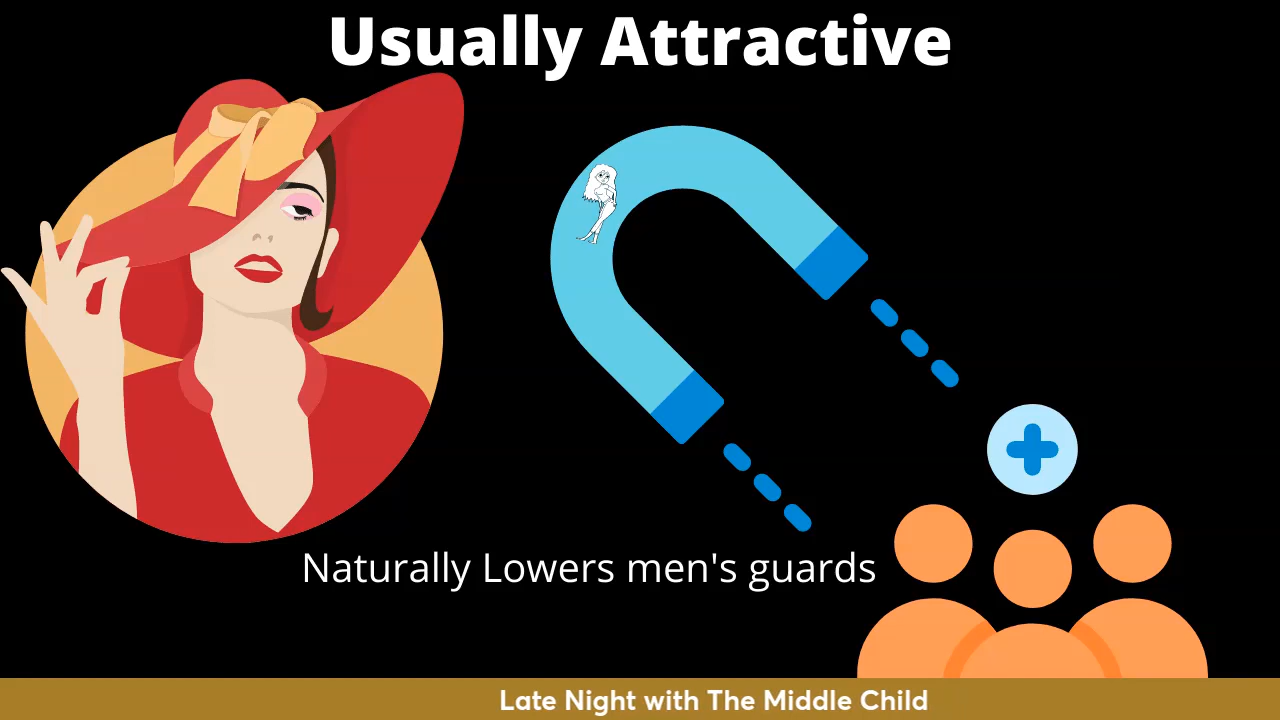 Usually Attractive
Naturally Lowers men's guards
Late Night with The Middle Child